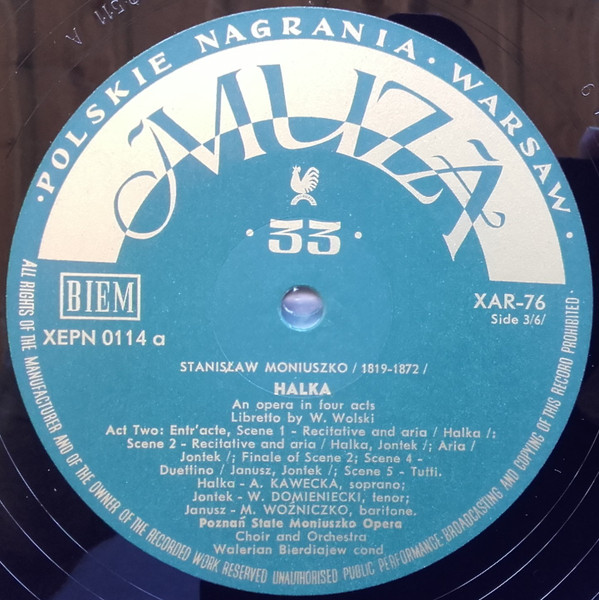 · POLSKIE NAGRANIA · WARSAW ·
MUZA
· 33 ·
BIEM
XEPN 0114 a
XAR-76
Side 3/6/
STANISŁAW MONIUSZKO / 1819-1872 /
HALKA
An opera in four acts
Libretto by W. Wolski
Act Two: Entr'acte, Scene 1 - Recitative and aria / Halka /:
Scene 2 - Recitative and aria / Halka, Jontek /; Aria /
Jontek /; Finale of Scene 2; Scene 4 -
Duettino / Janusz, Jontek /; Scene 5 - Tutti.
Halka - A. KAWECKA, soprano;
Jontek - W. DOMIENIECKI, tenor;
Janusz - M. WOŹNICZKO, baritone.
Poznań State Moniuszko Opera
Choir and Orchestra
Walerian Bierdiajew cond
ALL RIGHTS OF THE MANUFACTURER AND OF THE OWNER OF THE RECORDED WORK RESERVED UNAUTHORISED PUBLIC PERFORMANCE-BROADCASTING AND COPYING OF THIS RECORD PROHIBITED ·